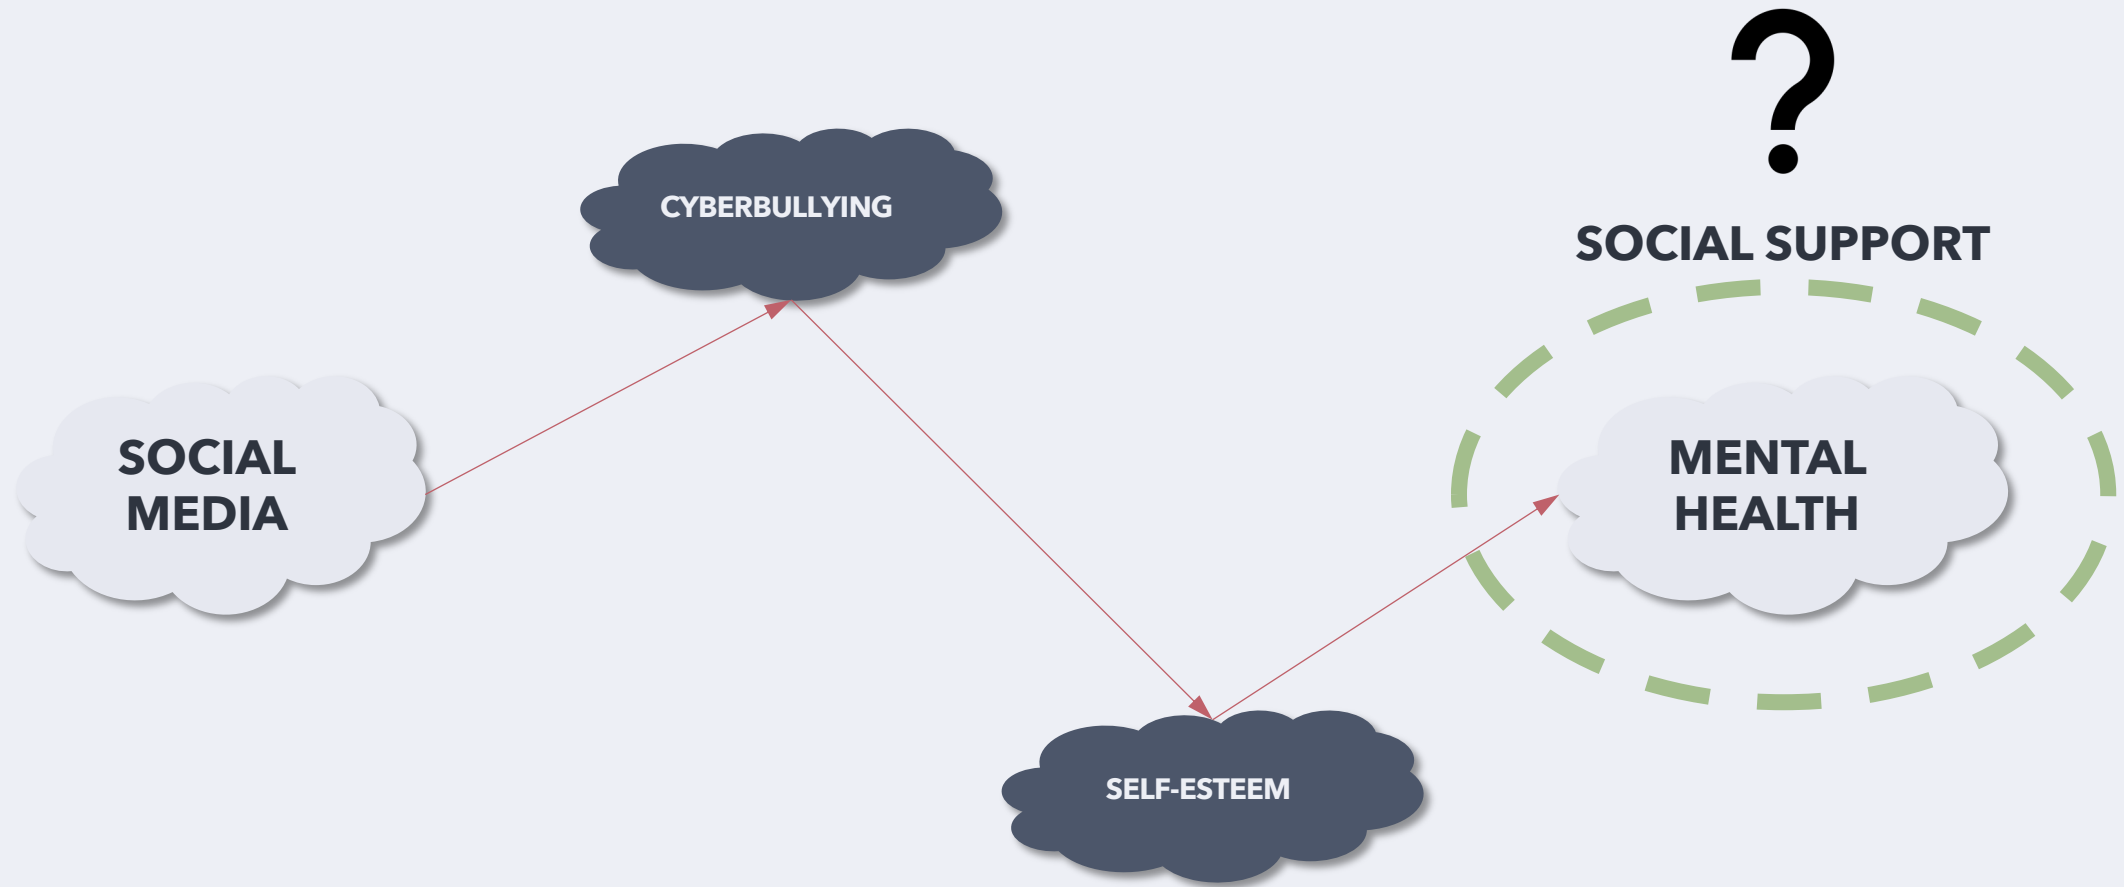 ?
SOCIAL SUPPORT
CYBERBULLYING
SOCIAL
MEDIA
MENTAL
HEALTH
SELF-ESTEEM